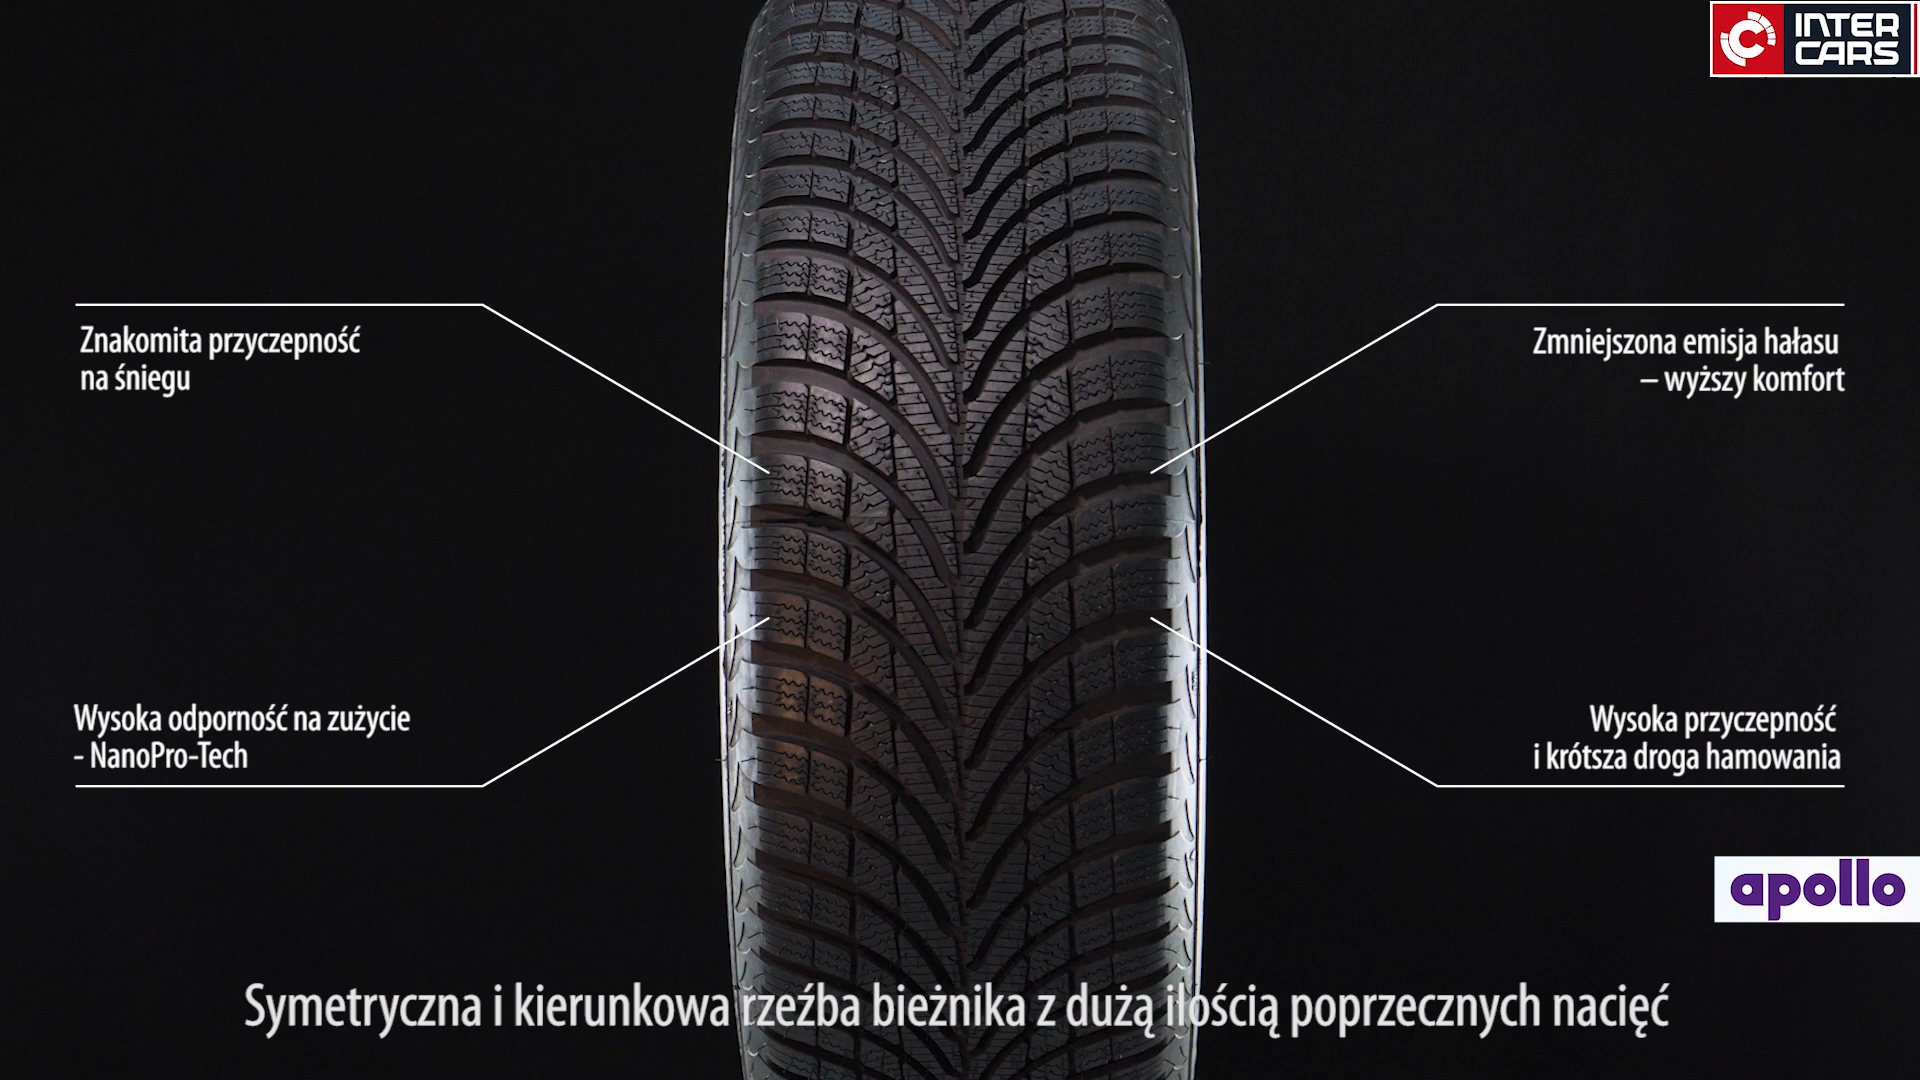 INTER
CARS
Znakomita przyczepność
na śniegu
Zmniejszona emisja hałasu
– wyższy komfort
Wysoka odporność na zużycie
- NanoPro-Tech
Wysoka przyczepność
i krótsza droga hamowania
apollo
Symetryczna i kierunkowa rzeźba bieżnika z dużą ilością poprzecznych nacięć